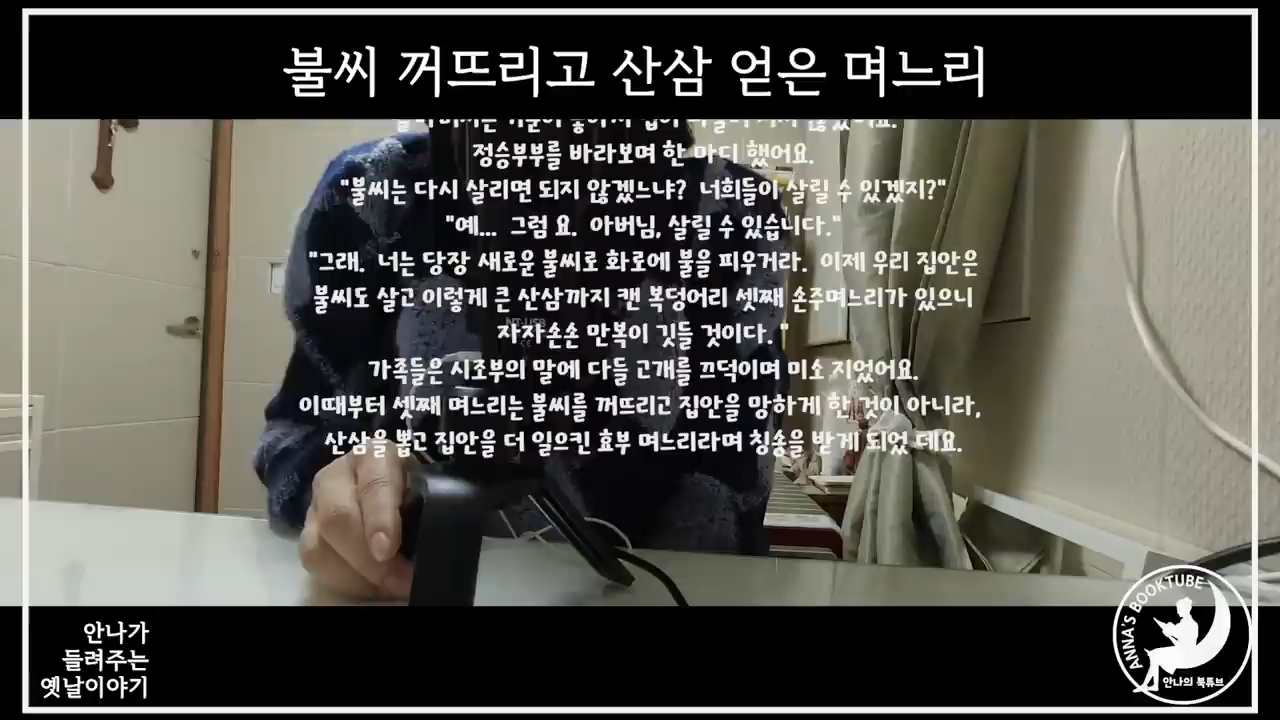 불씨 꺼뜨리고 산삼 얻은 며느리
정승부부를 바라보며 한 마디 했어요.
"불씨는 다시 살리면 되지 않겠느냐? 너희들이 살릴 수 있겠지?"
"예... 그럼 요. 아버님, 살릴 수 있습니다."
"그래. 너는 당장 새로운 불씨로 화로에 불을 피우거라. 이제 우리 집안은
불씨도 살고 이렇게 큰 산삼까지 캔 복덩어리 셋째 손주며느리가 있으니
자자손손 만복이 깃들 것이다. "
가족들은 시조부의 말에 다들 고개를 끄덕이며 미소 지었어요.
이때부터 셋째 며느리는 불씨를 꺼뜨리고 집안을 망하게 한 것이 아니라,
산삼을 뽑고 집안을 더 일으킨 효부 며느리라며 칭송을 받게 되었 데요.
NT-USB
안나가
들려주는
옛날이야기
ANNA'S BOOKTUBE
안나의 북튜브